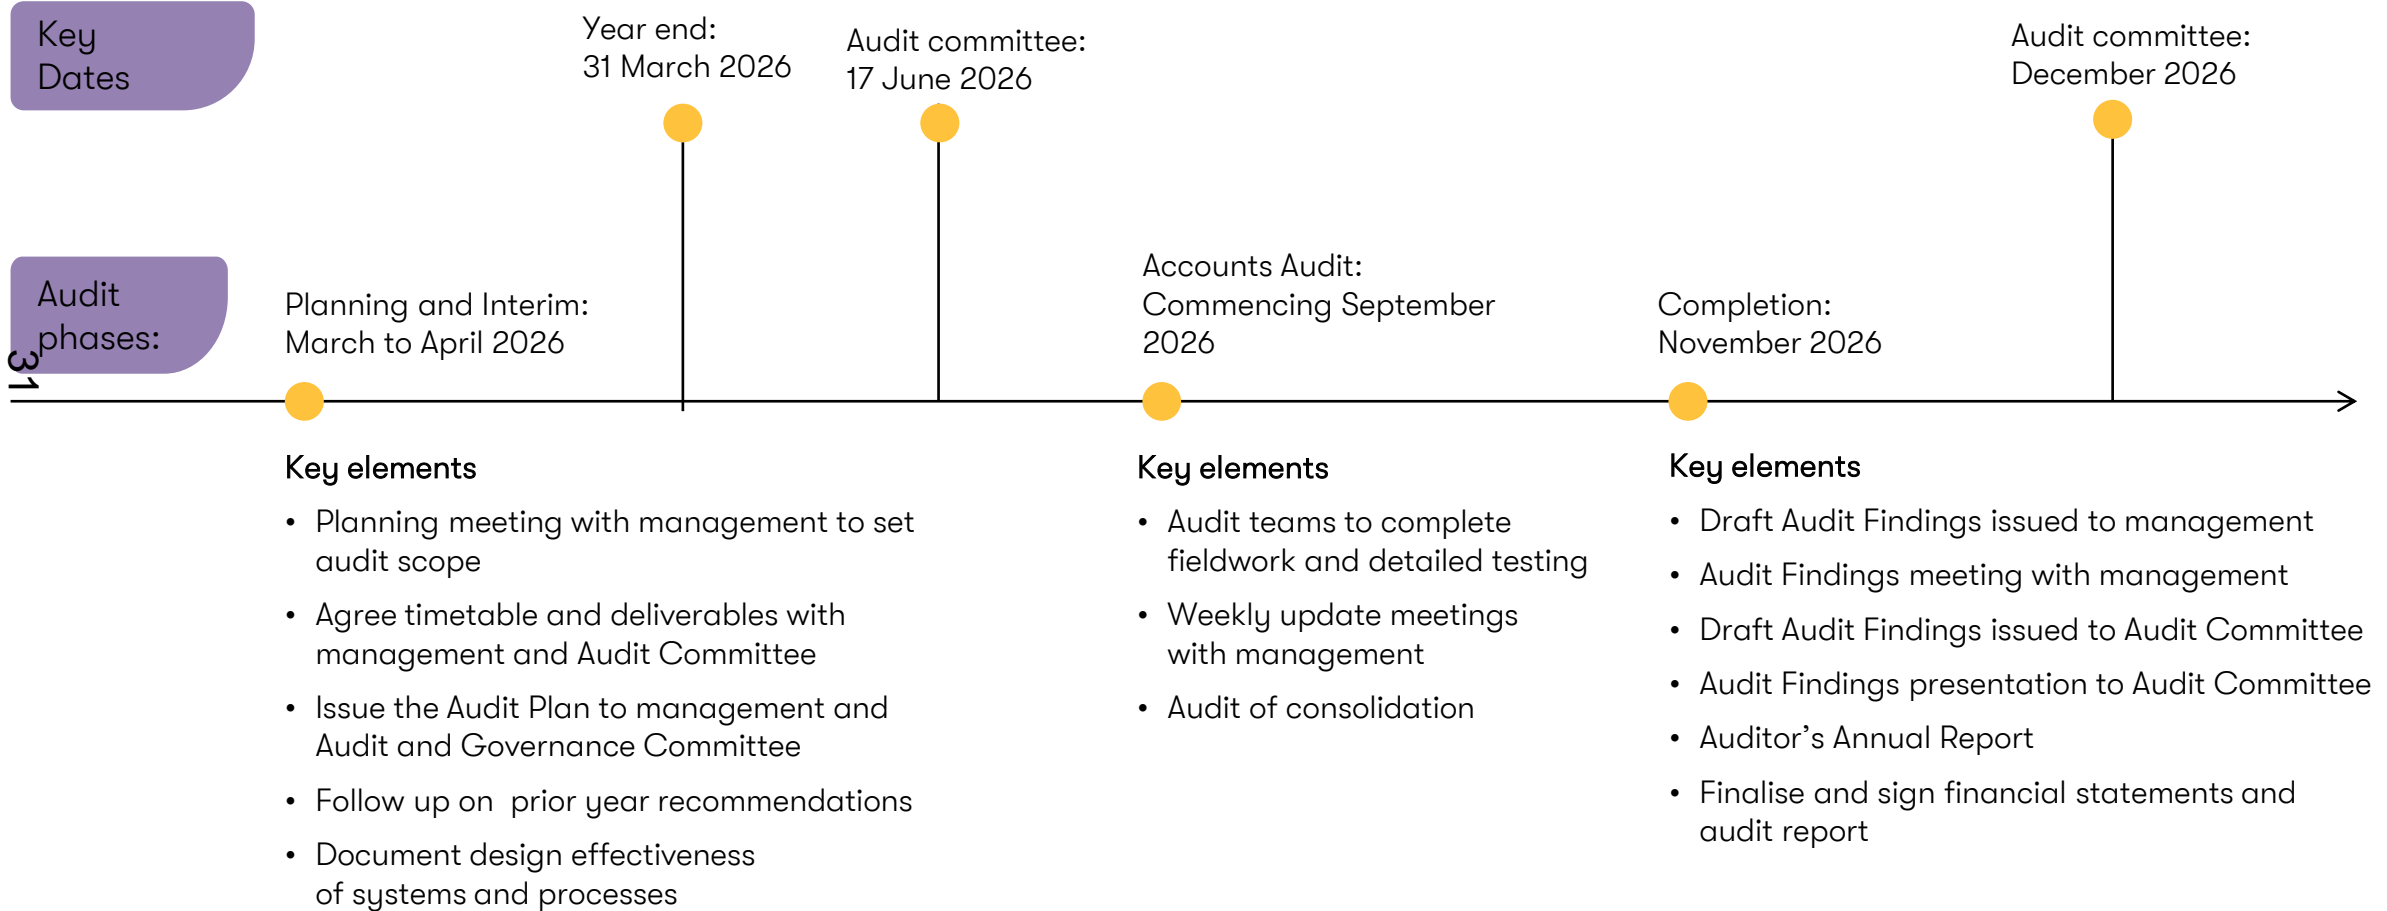 Key
Dates
Year end:
31 March 2026
Audit committee:
17 June 2026
Audit committee:
December 2026
Audit
phases:
31
Planning and Interim:
March to April 2026
Accounts Audit:
Commencing September
2026
Completion:
November 2026
Key elements
• Planning meeting with management to set
audit scope
• Agree timetable and deliverables with
management and Audit Committee
• Issue the Audit Plan to management and
Audit and Governance Committee
• Follow up on  prior year recommendations
• Document design effectiveness
of systems and processes
Key elements
• Audit teams to complete
fieldwork and detailed testing
• Weekly update meetings
with management
• Audit of consolidation
Key elements
• Draft Audit Findings issued to management
• Audit Findings meeting with management
• Draft Audit Findings issued to Audit Committee
• Audit Findings presentation to Audit Committee
• Auditor’s Annual Report
• Finalise and sign financial statements and
audit report